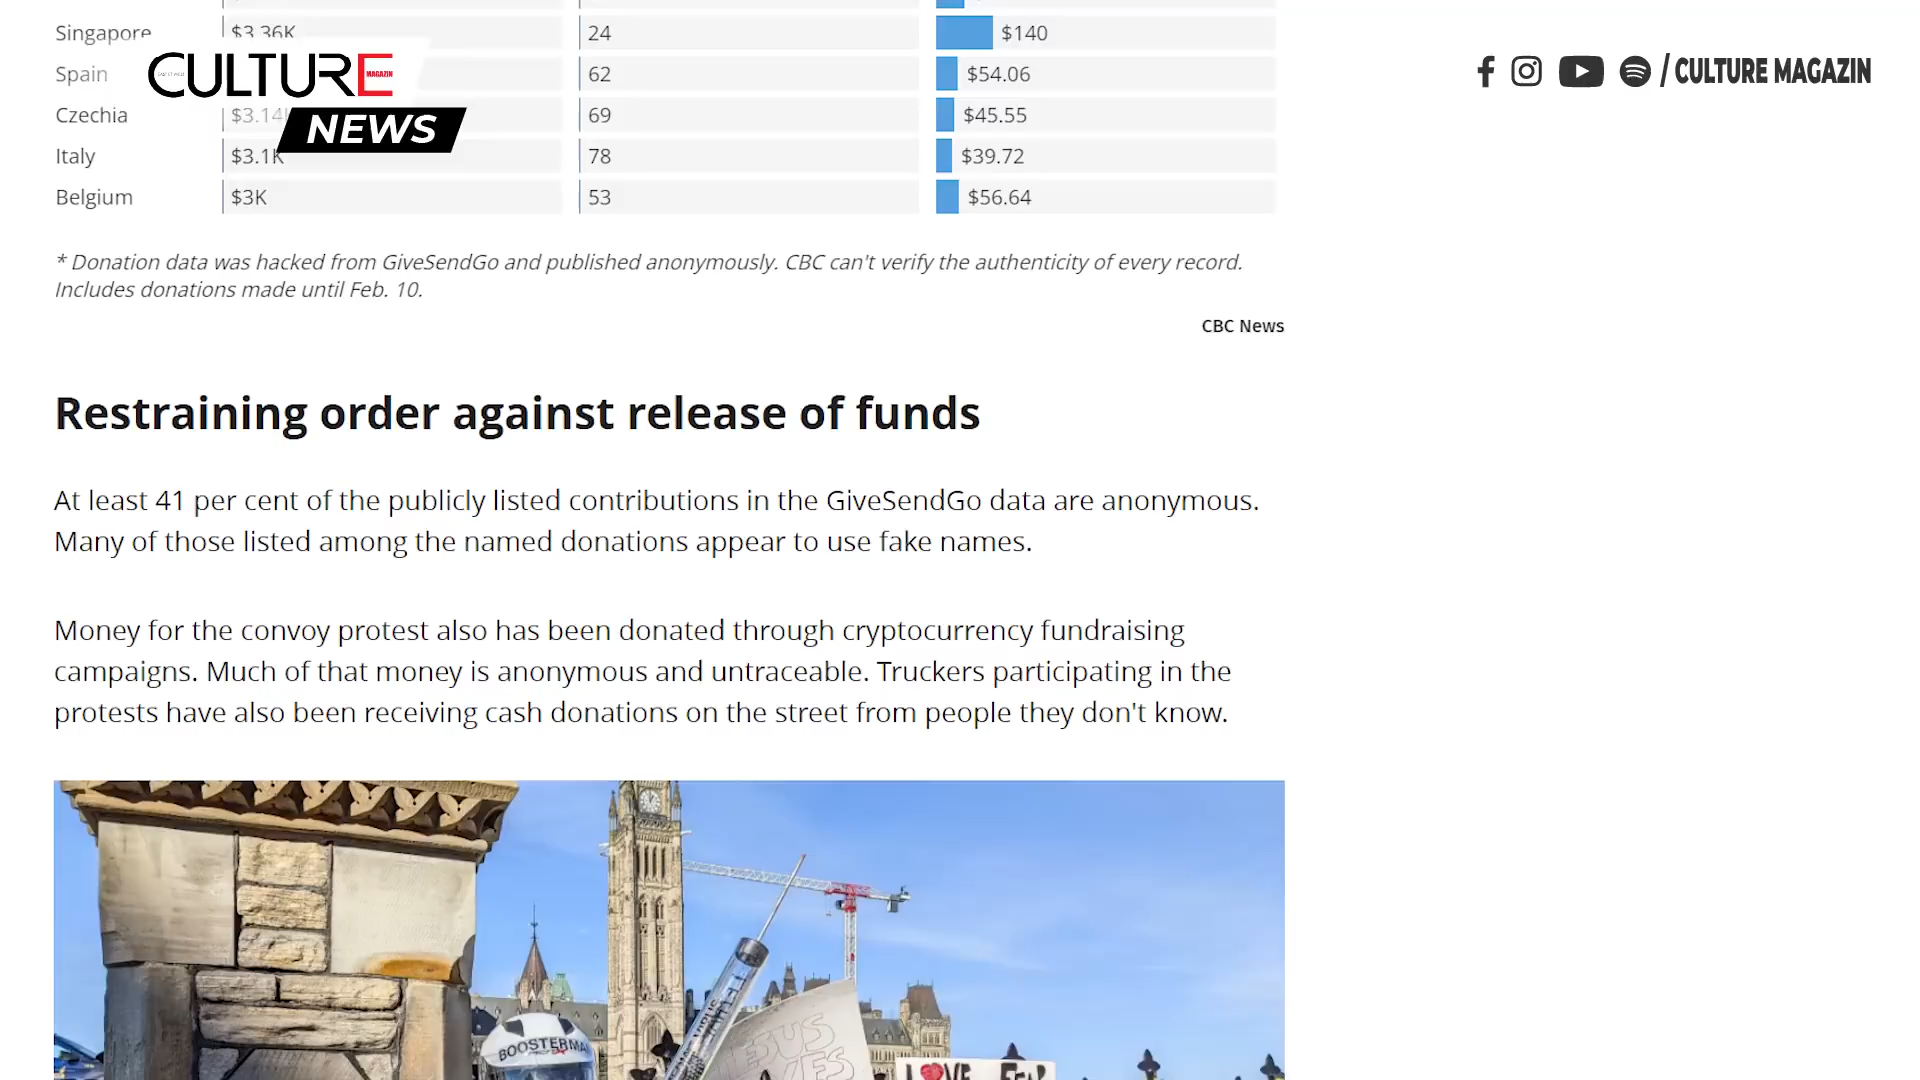 Singapore $3.36K 24 $140
Spain 62 $54.06
Czechia $3.14 69 $45.55
Italy $3.1K 78 $39.72
Belgium $3K 53 $56.64
CULTURE
MAGAZIN
NEWS
/ CULTURE MAGAZIN
* Donation data was hacked from GiveSendGo and published anonymously. CBC can't verify the authenticity of every record.
Includes donations made until Feb. 10.
CBC News
Restraining order against release of funds
At least 41 per cent of the publicly listed contributions in the GiveSendGo data are anonymous.
Many of those listed among the named donations appear to use fake names.
Money for the convoy protest also has been donated through cryptocurrency fundraising
campaigns. Much of that money is anonymous and untraceable. Truckers participating in the
protests have also been receiving cash donations on the street from people they don't know.
BOOSTERMA
VIRUS
JESUS
LOVE